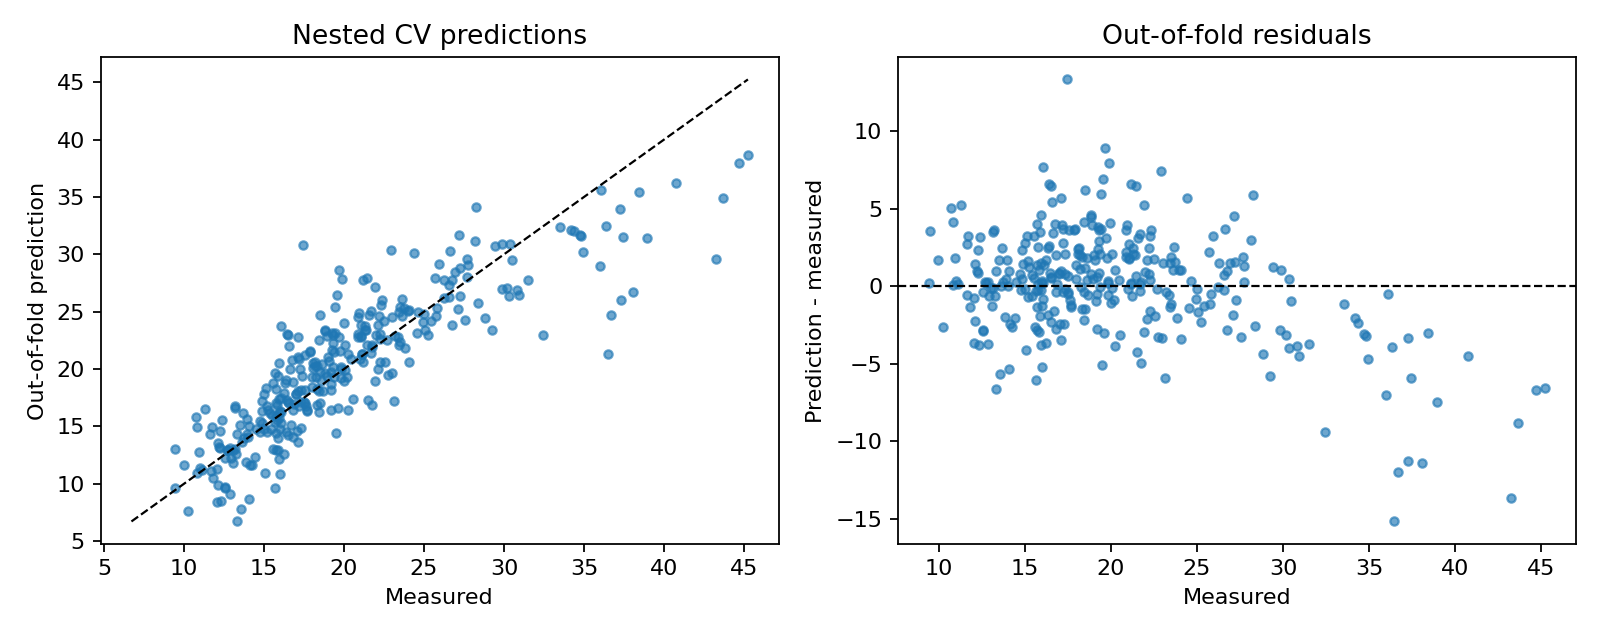 Nested CV predictions
Out-of-fold prediction
45
40
35
30
25
20
15
10
5
5 10 15 20 25 30 35 40 45
Measured
Out-of-fold residuals
Prediction - measured
10
5
0
−5
−10
−15
10 15 20 25 30 35 40 45
Measured